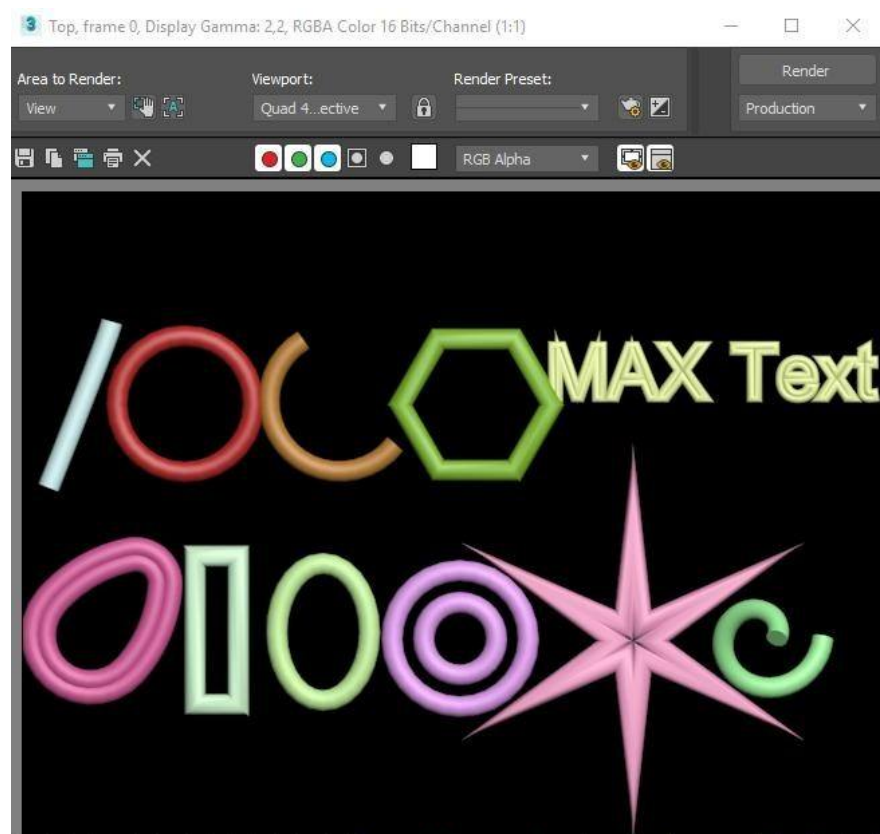 3 Top, frame 0, Display Gamma: 2,2, RGBA Color 16 Bits/Channel (1:1)
Area to Render: Viewport: Render Preset: Render
View Quad 4...ective Production
RGB Alpha
MAX Text